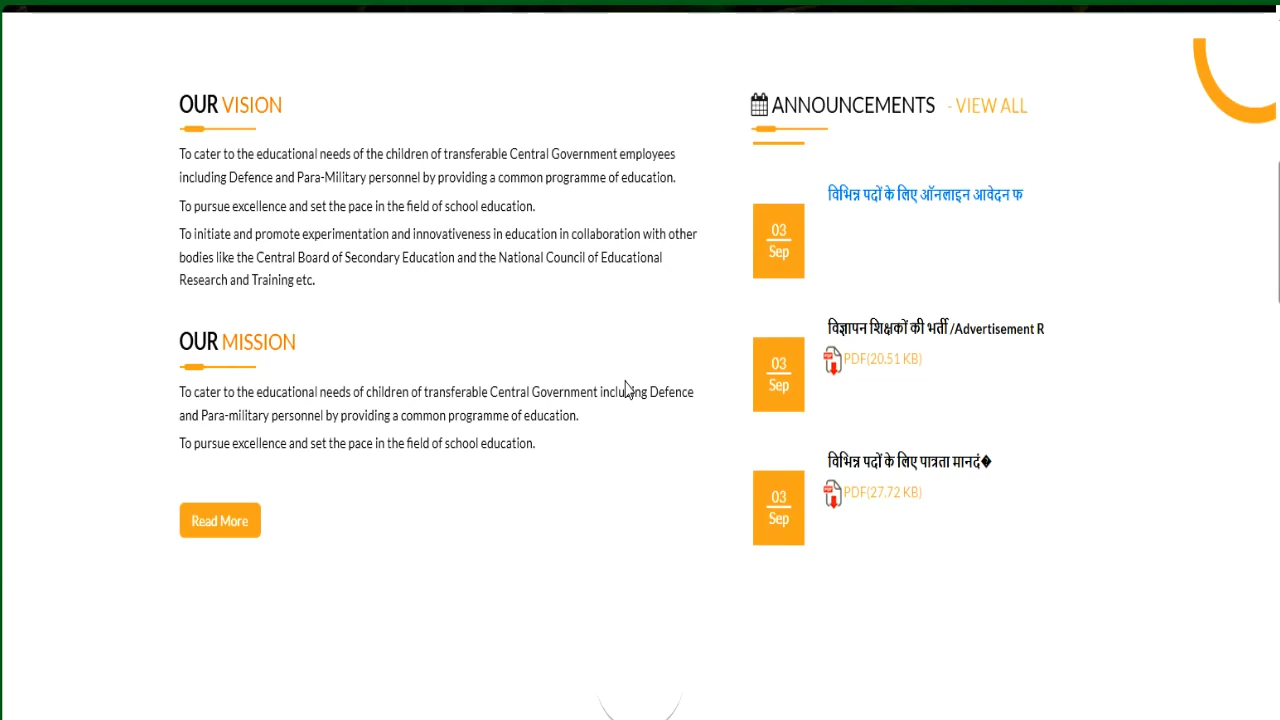 OUR VISION
To cater to the educational needs of the children of transferable Central Government employees
including Defence and Para-Military personnel by providing a common programme of education.
To pursue excellence and set the pace in the field of school education.
To initiate and promote experimentation and innovativeness in education in collaboration with other
bodies like the Central Board of Secondary Education and the National Council of Educational
Research and Training etc.
OUR MISSION
To cater to the educational needs of children of transferable Central Government including Defence
and Para-military personnel by providing a common programme of education.
To pursue excellence and set the pace in the field of school education.
Read More
ANNOUNCEMENTS - VIEW ALL
विभिन्न पदों के लिए ऑनलाइन आवेदन फ
03
Sep
विज्ञापन शिक्षकों की भर्ती /Advertisement R
PDF(20.51 KB)
03
Sep
विभिन्न पदों के लिए पात्रता मानदं�
PDF(27.72 KB)
03
Sep